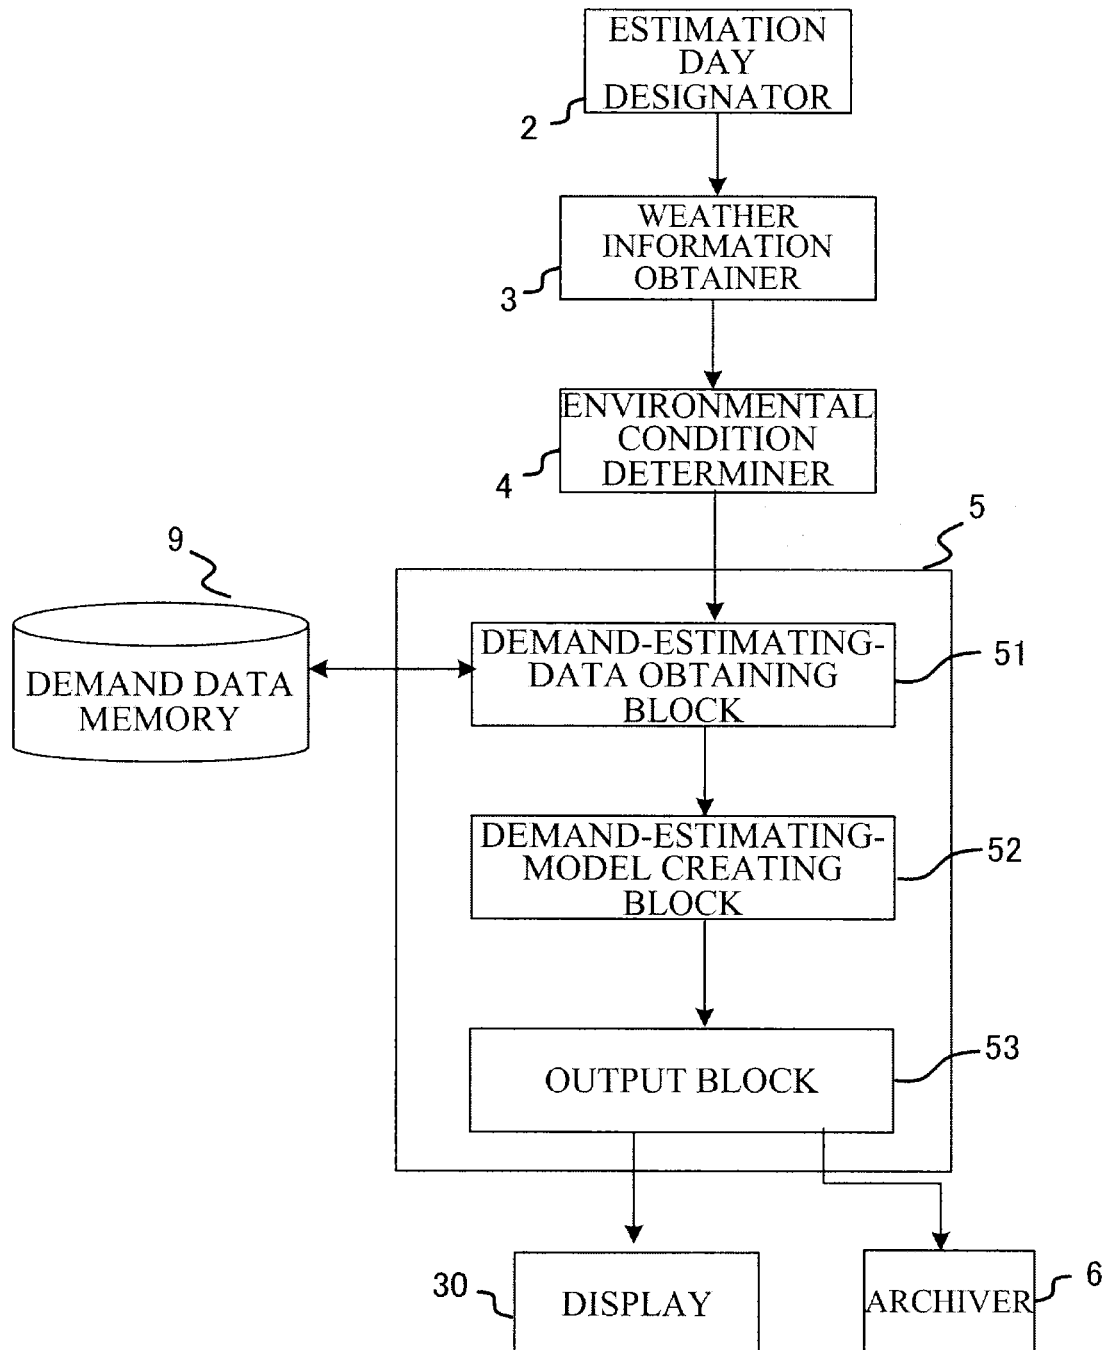 ESTIMATION
DAY
DESIGNATOR
2
WEATHER
INFORMATION
OBTAINER
3
ENVIRONMENTAL
CONDITION
DETERMINER
4
5
9
DEMAND DATA
MEMORY
DEMAND-ESTIMATING-
DATA OBTAINING
BLOCK
51
DEMAND-ESTIMATING-
MODEL CREATING
BLOCK
52
OUTPUT BLOCK
53
30
DISPLAY
ARCHIVER
6